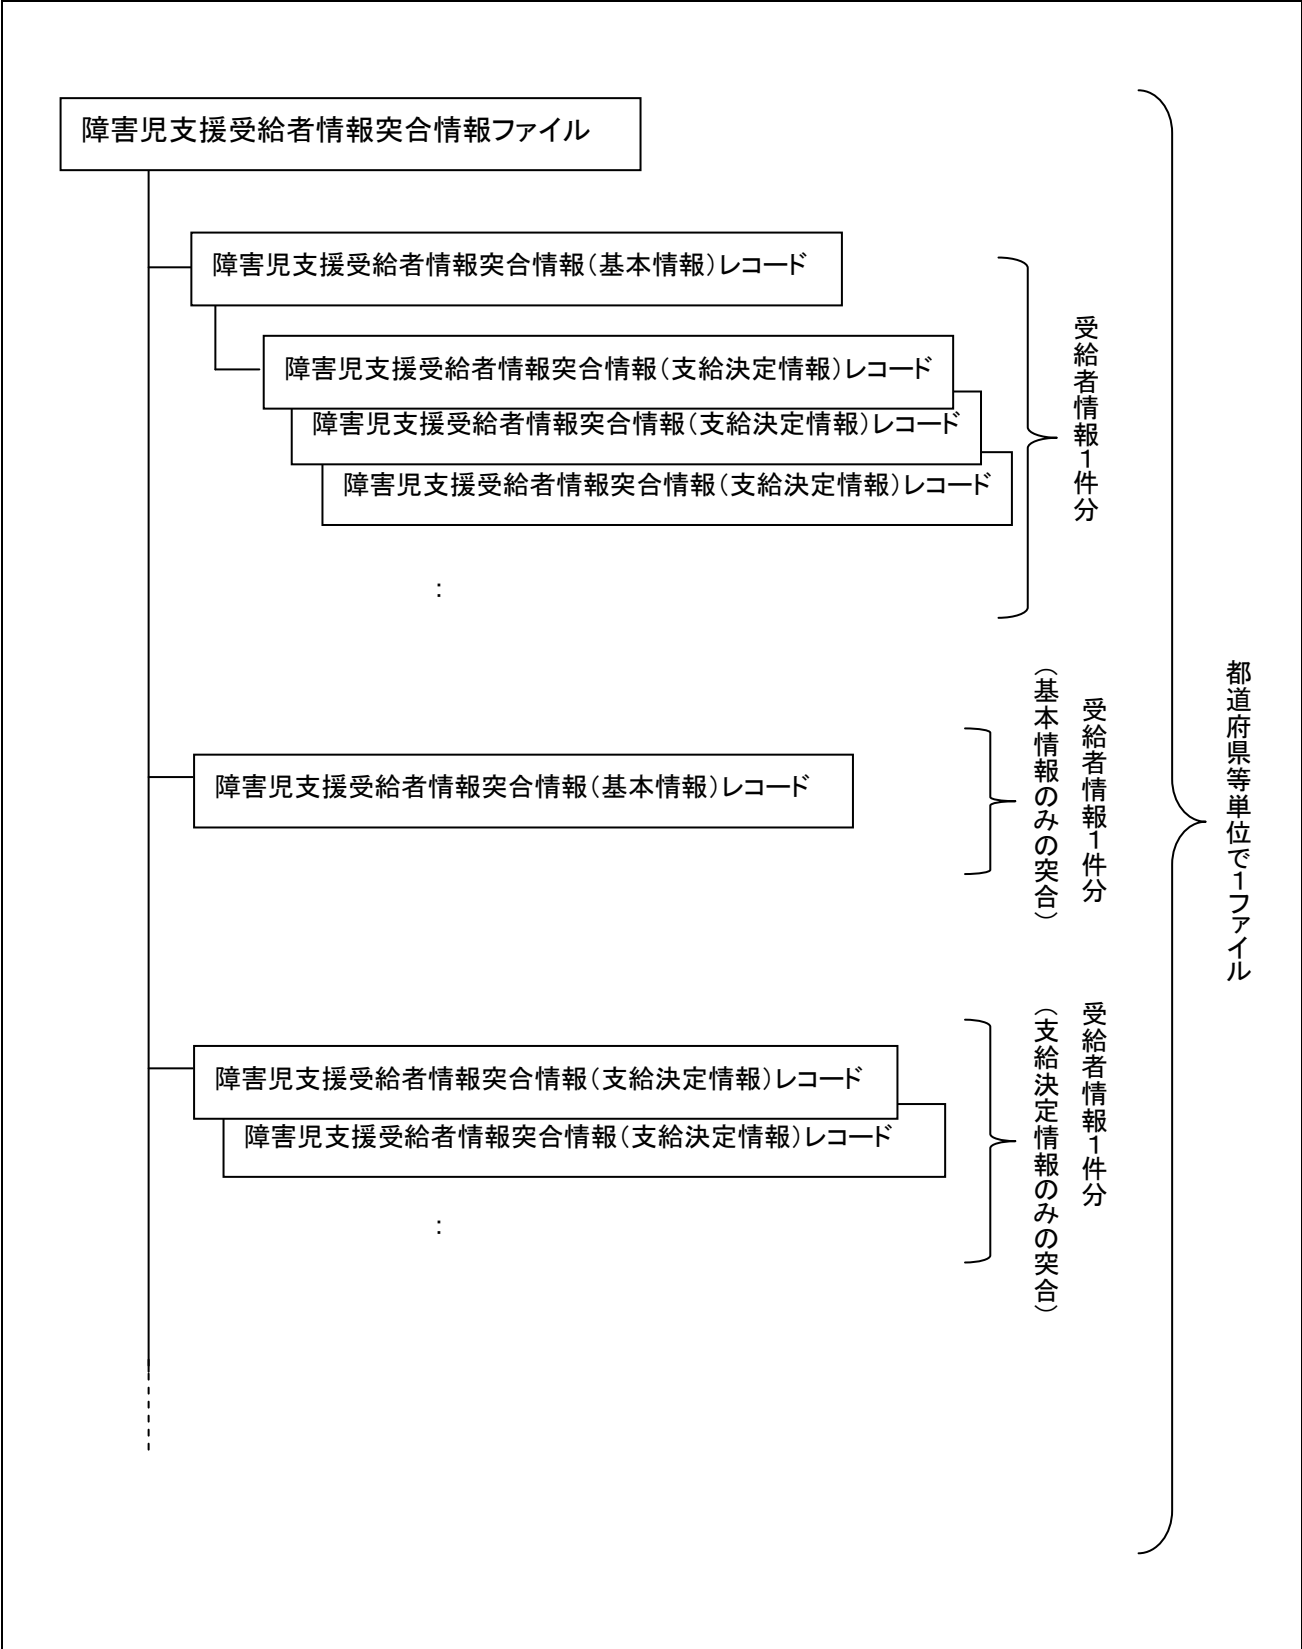 障害児支援受給者情報突合情報ファイル
障害児支援受給者情報突合情報（基本情報）レコード
障害児支援受給者情報突合情報（支給決定情報）レコード
障害児支援受給者情報突合情報（支給決定情報）レコード
障害児支援受給者情報突合情報（支給決定情報）レコード
：
受給者情報１件分
障害児支援受給者情報突合情報（基本情報）レコード
受給者情報１件分
（基本情報のみの突合）
障害児支援受給者情報突合情報（支給決定情報）レコード
障害児支援受給者情報突合情報（支給決定情報）レコード
：
受給者情報１件分
（支給決定情報のみの突合）
都道府県等単位で１ファイル